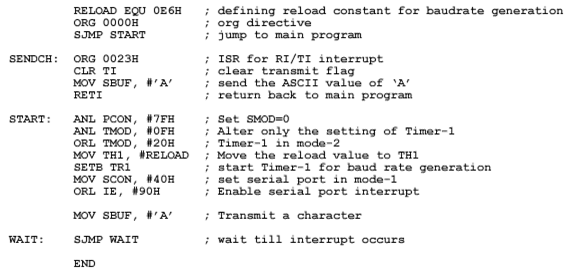 RELOAD EQU 0E6H ; defining reload constant for baudrate generation
ORG 0000H ; org directive
SJMP START ; jump to main program
SENDCH: ORG 0023H ; ISR for RI/TI interrupt
CLR TI ; clear transmit flag
MOV SBUF, #'A' ; send the ASCII value of ‘A’
RETI ; return back to main program
START: ANL PCON, #7FH ; Set SMOD=0
ANL TMOD, #0FH ; Alter only the setting of Timer-1
ORL TMOD, #20H ; Timer-1 in mode-2
MOV TH1, #RELOAD ; Move the reload value to TH1
SETB TR1 ; start Timer-1 for baud rate generation
MOV SCON, #40H ; set serial port in mode-1
ORL IE, #90H ; Enable serial port interrupt
MOV SBUF, #'A' ; Transmit a character
WAIT: SJMP WAIT ; wait till interrupt occurs
END